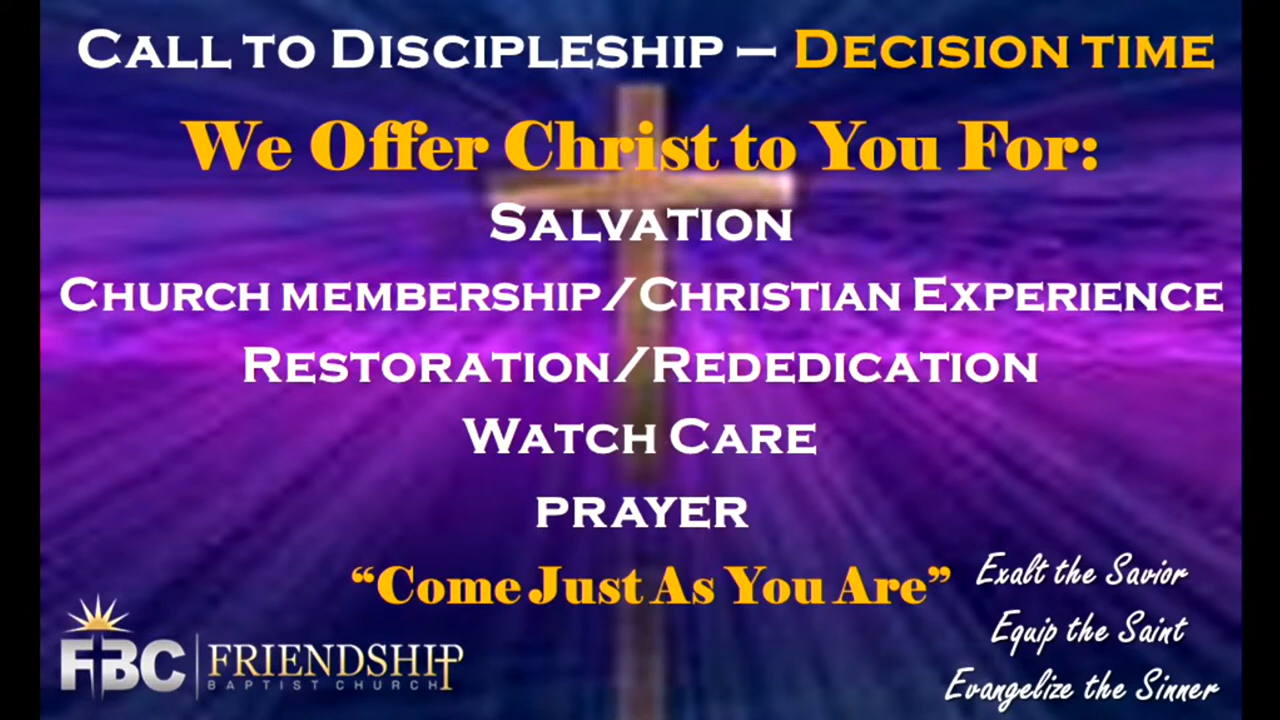 CALL TO DISCIPLESHIP – DECISION TIME
We Offer Christ to You For:
SALVATION
CHURCH MEMBERSHIP/CHRISTIAN EXPERIENCE
RESTORATION/REDEDICATION
WATCH CARE
PRAYER
“Come Just As You Are”
Exalt the Savior
Equip the Saint
Evangelize the Sinner
FBC FRIENDSHIP
BAPTIST CHURCH